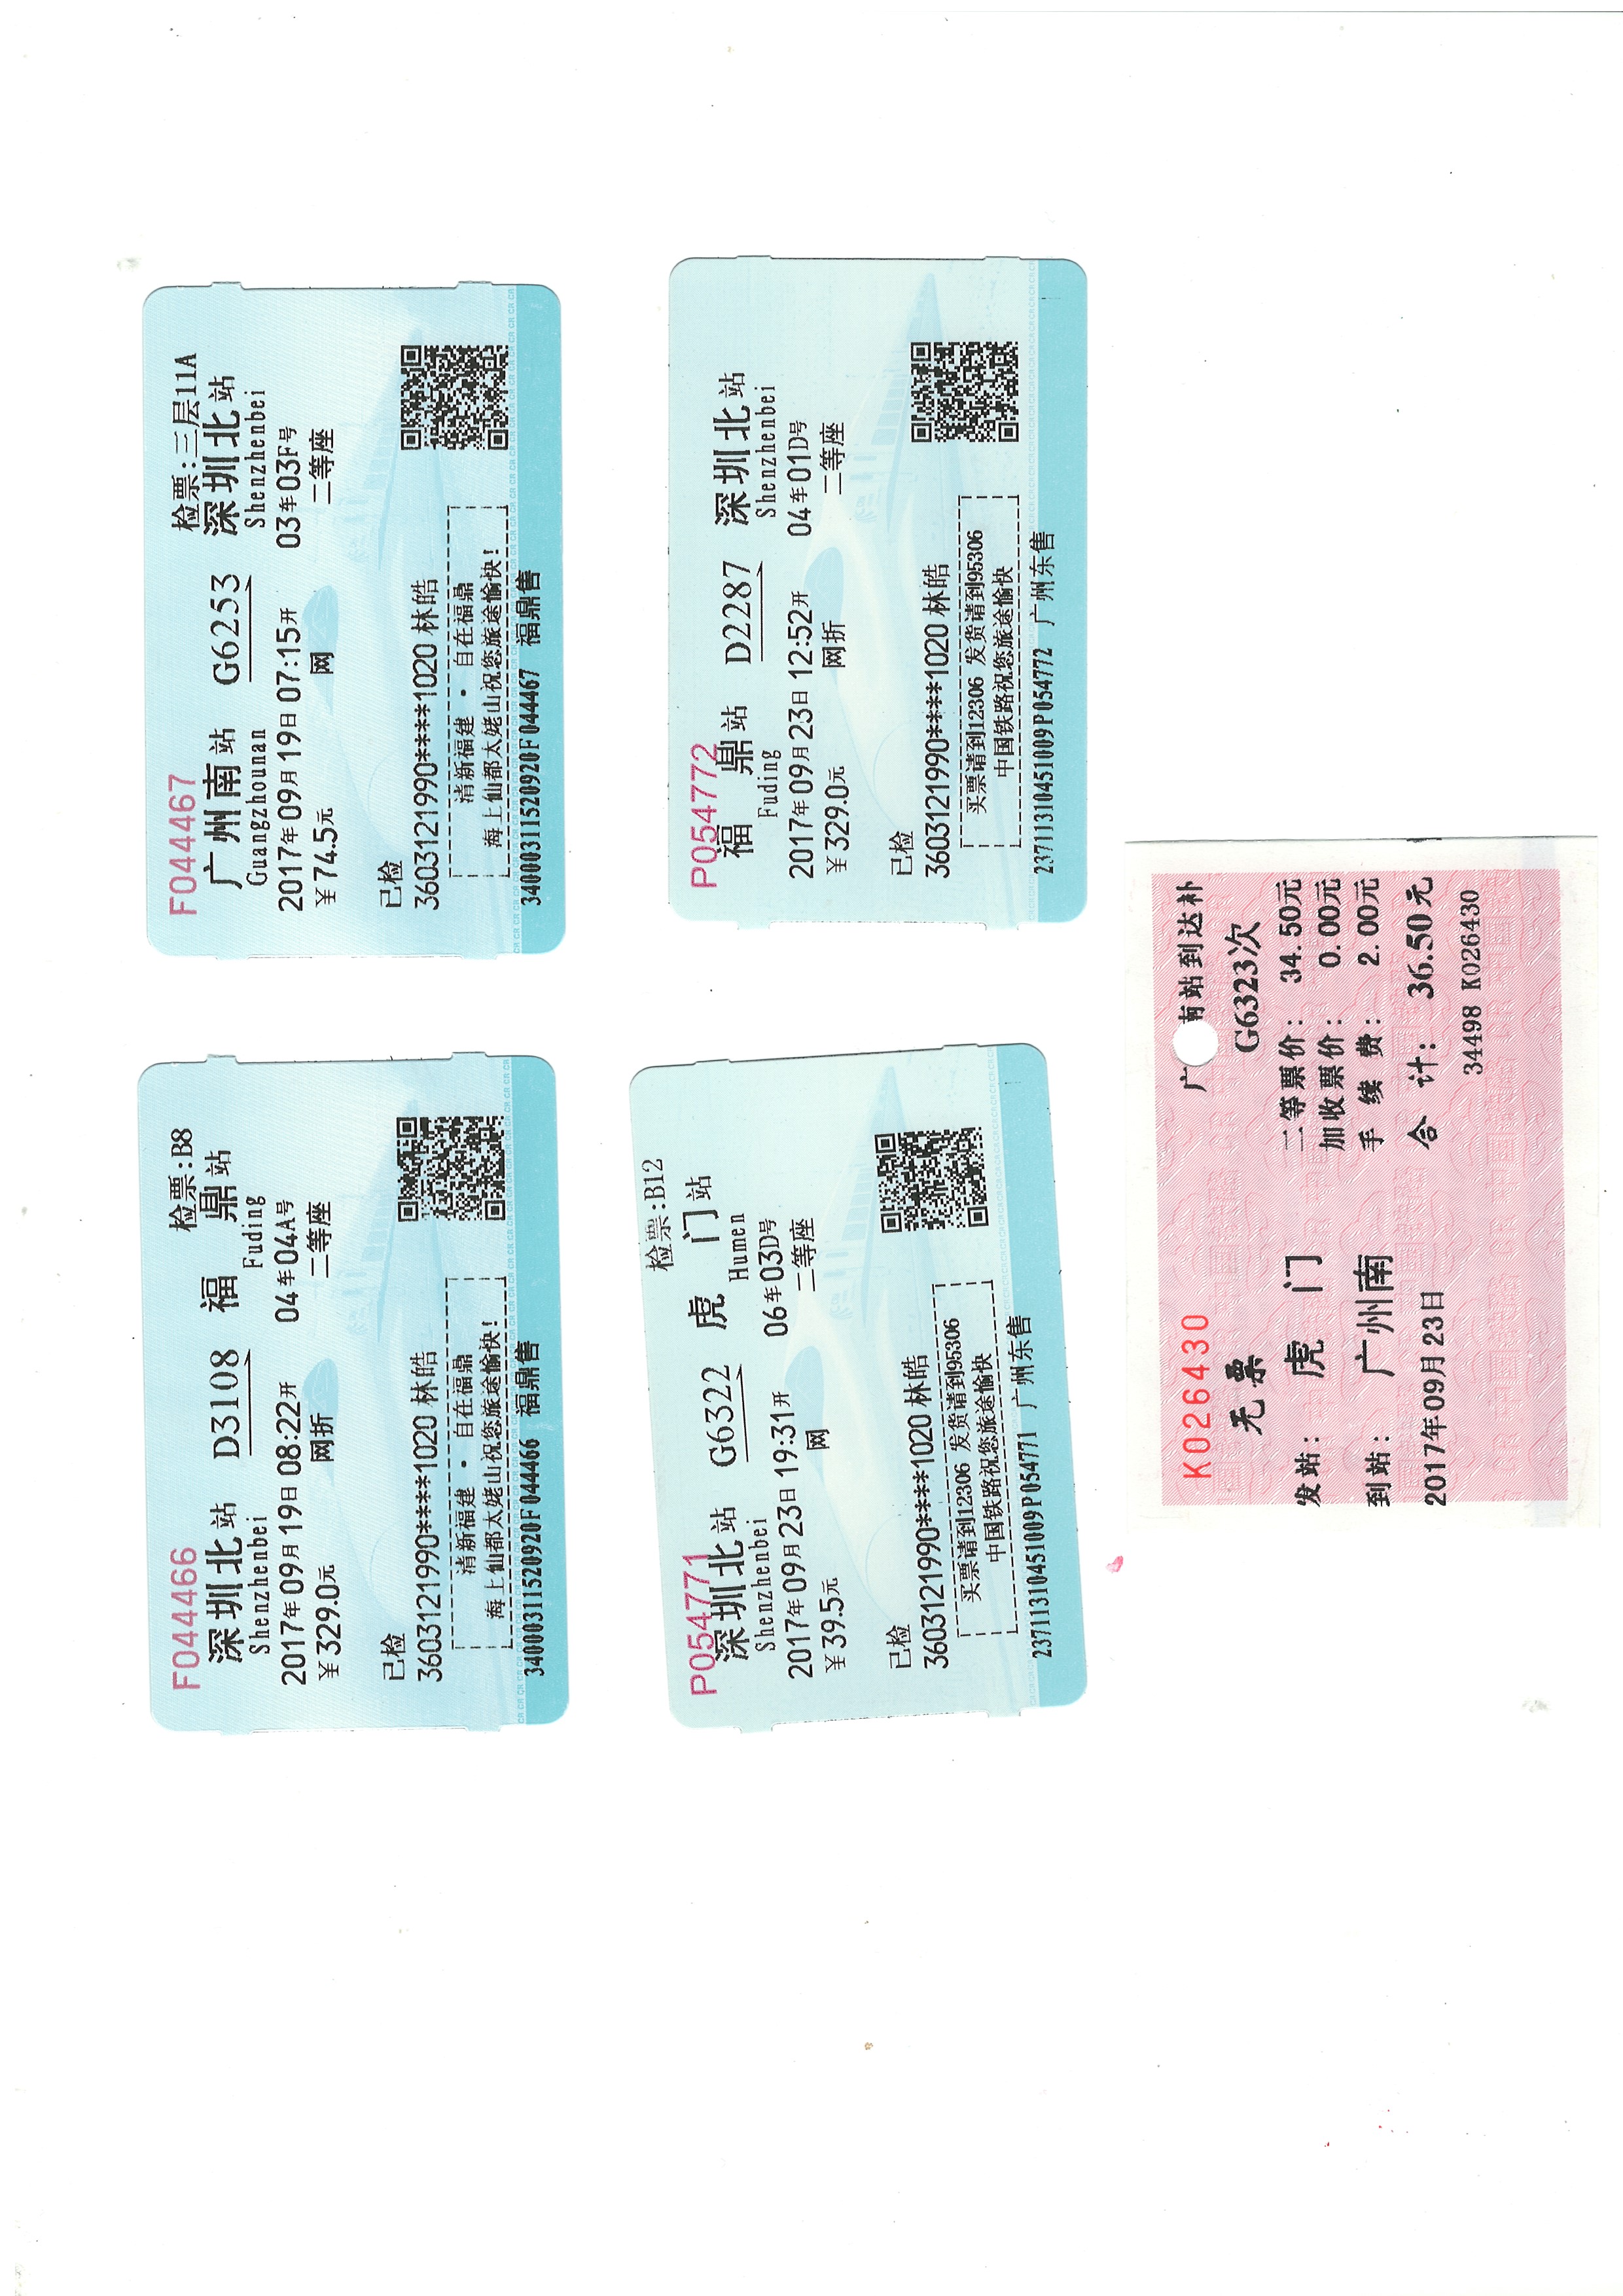 F044466
检票:B8
深圳北站 D3108 福鼎站
Shenzhenbei Fuding
2017年09月19日08:22开 04车04A号
￥329.0元 网折 二等座
已检
3603121990****1020 林皓
清新福建·自在福鼎
海上仙都太姥山祝您旅途愉快!
34000311520920F044466 福鼎售
F044467
检票:三层11A
广州南站 G6253 深圳北站
Guangzhounan Shenzhenbei
2017年09月19日07:15开 03车03F号
￥74.5元 网 二等座
已检
3603121990****1020 林皓
清新福建·自在福鼎
海上仙都太姥山祝您旅途愉快!
34000311520920F044467 福鼎售
P054771
检票:B12
深圳北站 G6322 虎门站
Shenzhenbei Humen
2017年09月23日19:31开 06车03D号
￥39.5元 网 二等座
已检
3603121990****1020 林皓
买票请到12306 发货请到95306
中国铁路祝您旅途愉快
23711310451009P054771 广州东售
P054772
福鼎站 D2287 深圳北站
Fuding Shenzhenbei
2017年09月23日12:52开 04车01D号
￥329.0元 网折 二等座
已检
3603121990****1020 林皓
买票请到12306 发货请到95306
中国铁路祝您旅途愉快
23711310451009P054772 广州东售
K026430 广 南站到达补
无票 G6323次
发站: 虎门 二等票价: 34.50元
加收票价: 0.00元
到站: 广州南 手续费: 2.00元
2017年09月23日 合计: 36.50元
34498 K026430